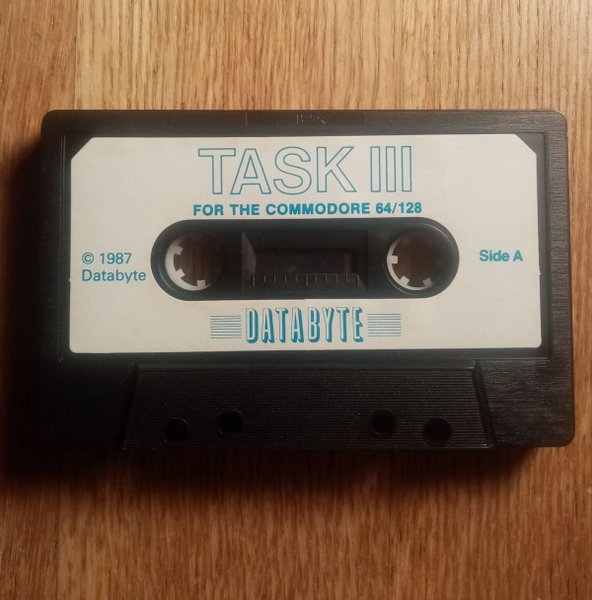 TASK III
FOR THE COMMODORE 64/128
© 1987
Databyte
Side A
DATABYTE